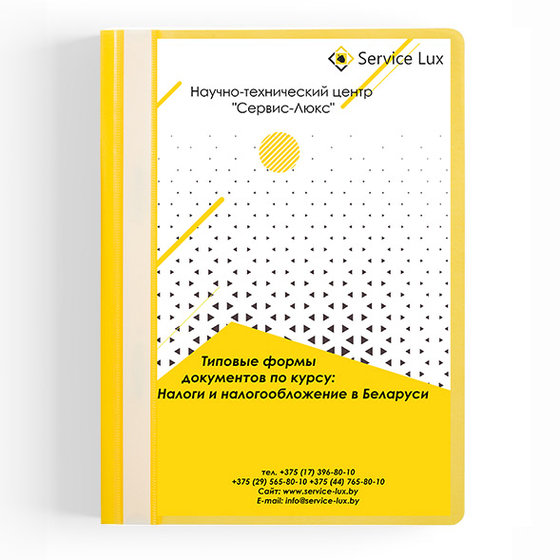 Service Lux
Научно-технический центр
"Сервис-Люкс"
Типовые формы
документов по курсу:
Налоги и налогообложение в Беларуси
тел. +375 (17) 396-80-10
+375 (29) 565-80-10 +375 (44) 765-80-10
Сайт: www.service-lux.by
E-mail: info@service-lux.by